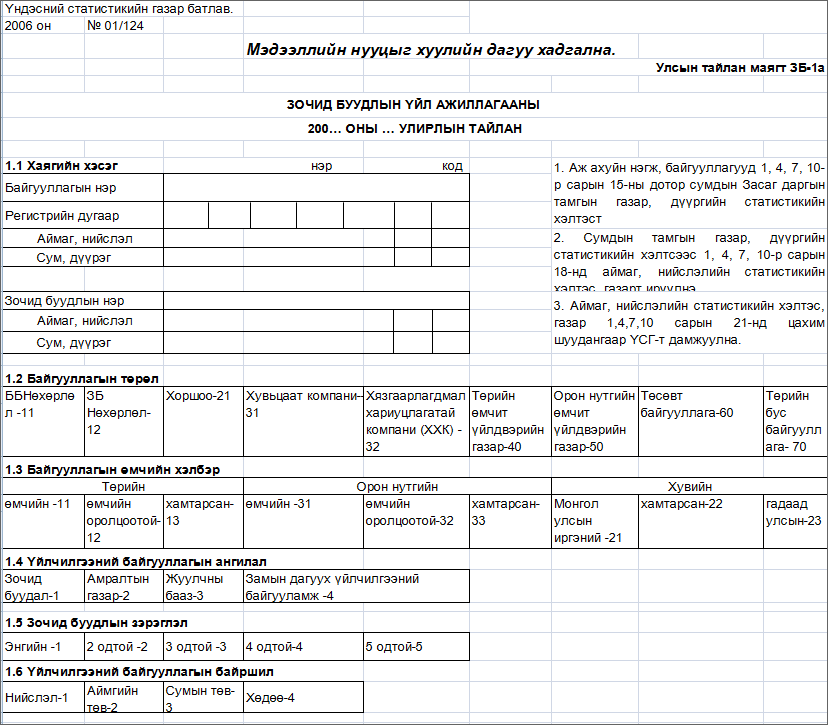 Үндэсний статистикийн газар батлав.
2006 он № 01/124
Мэдээллийн нууцыг хуулийн дагуу хадгална.
Улсын тайлан маягт ЗБ-1а
ЗОЧИД БУУДЛЫН ҮЙЛ АЖИЛЛАГААНЫ
200… ОНЫ … УЛИРЛЫН ТАЙЛАН
1.1 Хаягийн хэсэг нэр код
Байгууллагын нэр
Регистрийн дугаар
Аймаг, нийслэл
Сум, дүүрэг
Зочид буудлын нэр
Аймаг, нийслэл
Сум, дүүрэг
1. Аж ахуйн нэгж, байгууллагууд 1, 4, 7, 10-
р сарын 15-ны дотор сумдын Засаг даргын
тамгын газар, дүүргийн статистикийн
хэлтэст
2. Сумдын тамгын газар, дүүргийн
статистикийн хэлтсээс 1, 4, 7, 10-р сарын
18-нд аймаг, нийслэлийн статистикийн
хэлтэс, газарт ирүүлнэ
3. Аймаг, нийслэлийн статистикийн хэлтэс,
газар 1,4,7,10 сарын 21-нд цахим
шуудангаар ҮСГ-т дамжуулна.
1.2 Байгууллагын төрөл
ББНөхөрлө
л -11
ЗБ
Нөхөрлөл-
12
Хоршоо-21
Хувьцаат компани--
31
Хязгаарлагдмал
хариуцлагатай
компани (ХХК) -
32
Төрийн
өмчит
үйлдвэрийн
газар-40
Орон нутгийн
өмчит
үйлдвэрийн
газар-50
Төсөвт
байгууллага-60
Төрийн
бус
байгуулл
ага- 70
1.3 Байгууллагын өмчийн хэлбэр
Төрийн Орон нутгийн Хувийн
өмчийн -11
өмчийн
оролцоотой-
12
хамтарсан-
13
өмчийн -31
өмчийн
оролцоотой-32
хамтарсан-
33
Монгол
улсын
иргэний -21
хамтарсан-22
гадаад
улсын-23
1.4 Үйлчилгээний байгууллагын ангилал
Зочид
буудал-1
Амралтын
газар-2
Жуулчны
бааз-3
Замын дагуух үйлчилгээний
байгууламж -4
1.5 Зочид буудлын зэрэглэл
Энгийн -1 2 одтой -2 3 одтой -3 4 одтой-4 5 одтой-5
1.6 Үйлчилгээний байгууллагын байршил
Нийслэл-1
Аймгийн
төв-2
Сумын төв-
3
Хөдөө-4